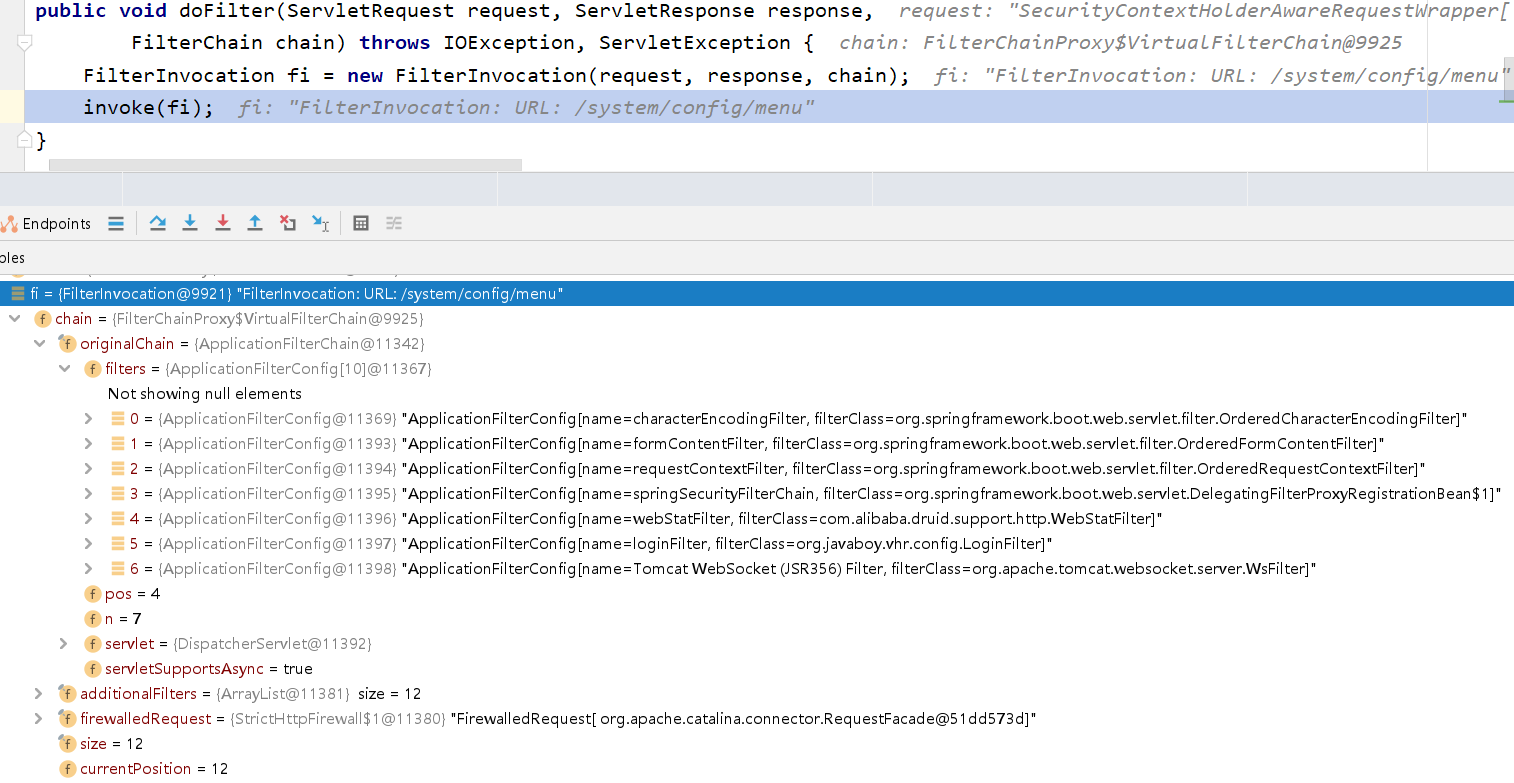 public void doFilter(ServletRequest request, ServletResponse response, request: "SecurityContextHolderAwareRequestWrapper[
FilterChain chain) throws IOException, ServletException { chain: FilterChainProxy$VirtualFilterChain@9925
FilterInvocation fi = new FilterInvocation(request, response, chain); fi: "FilterInvocation: URL: /system/config/menu"
invoke(fi); fi: "FilterInvocation: URL: /system/config/menu"
}
Endpoints
bles
fi = {FilterInvocation@9921} "FilterInvocation: URL: /system/config/menu"
f chain = {FilterChainProxy$VirtualFilterChain@9925}
f originalChain = {ApplicationFilterChain@11342}
f filters = {ApplicationFilterConfig[10]@11367}
Not showing null elements
0 = {ApplicationFilterConfig@11369} "ApplicationFilterConfig[name=characterEncodingFilter, filterClass=org.springframework.boot.web.servlet.filter.OrderedCharacterEncodingFilter]"
1 = {ApplicationFilterConfig@11393} "ApplicationFilterConfig[name=formContentFilter, filterClass=org.springframework.boot.web.servlet.filter.OrderedFormContentFilter]"
2 = {ApplicationFilterConfig@11394} "ApplicationFilterConfig[name=requestContextFilter, filterClass=org.springframework.boot.web.servlet.filter.OrderedRequestContextFilter]"
3 = {ApplicationFilterConfig@11395} "ApplicationFilterConfig[name=springSecurityFilterChain, filterClass=org.springframework.boot.web.servlet.DelegatingFilterProxyRegistrationBean$1]"
4 = {ApplicationFilterConfig@11396} "ApplicationFilterConfig[name=webStatFilter, filterClass=com.alibaba.druid.support.http.WebStatFilter]"
5 = {ApplicationFilterConfig@11397} "ApplicationFilterConfig[name=loginFilter, filterClass=org.javaboy.vhr.config.LoginFilter]"
6 = {ApplicationFilterConfig@11398} "ApplicationFilterConfig[name=Tomcat WebSocket (JSR356) Filter, filterClass=org.apache.tomcat.websocket.server.WsFilter]"
f pos = 4
f n = 7
f servlet = {DispatcherServlet@11392}
f servletSupportsAsync = true
f additionalFilters = {ArrayList@11381} size = 12
f firewalledRequest = {StrictHttpFirewall$1@11380} "FirewalledRequest[ org.apache.catalina.connector.RequestFacade@51dd573d]"
f size = 12
f currentPosition = 12